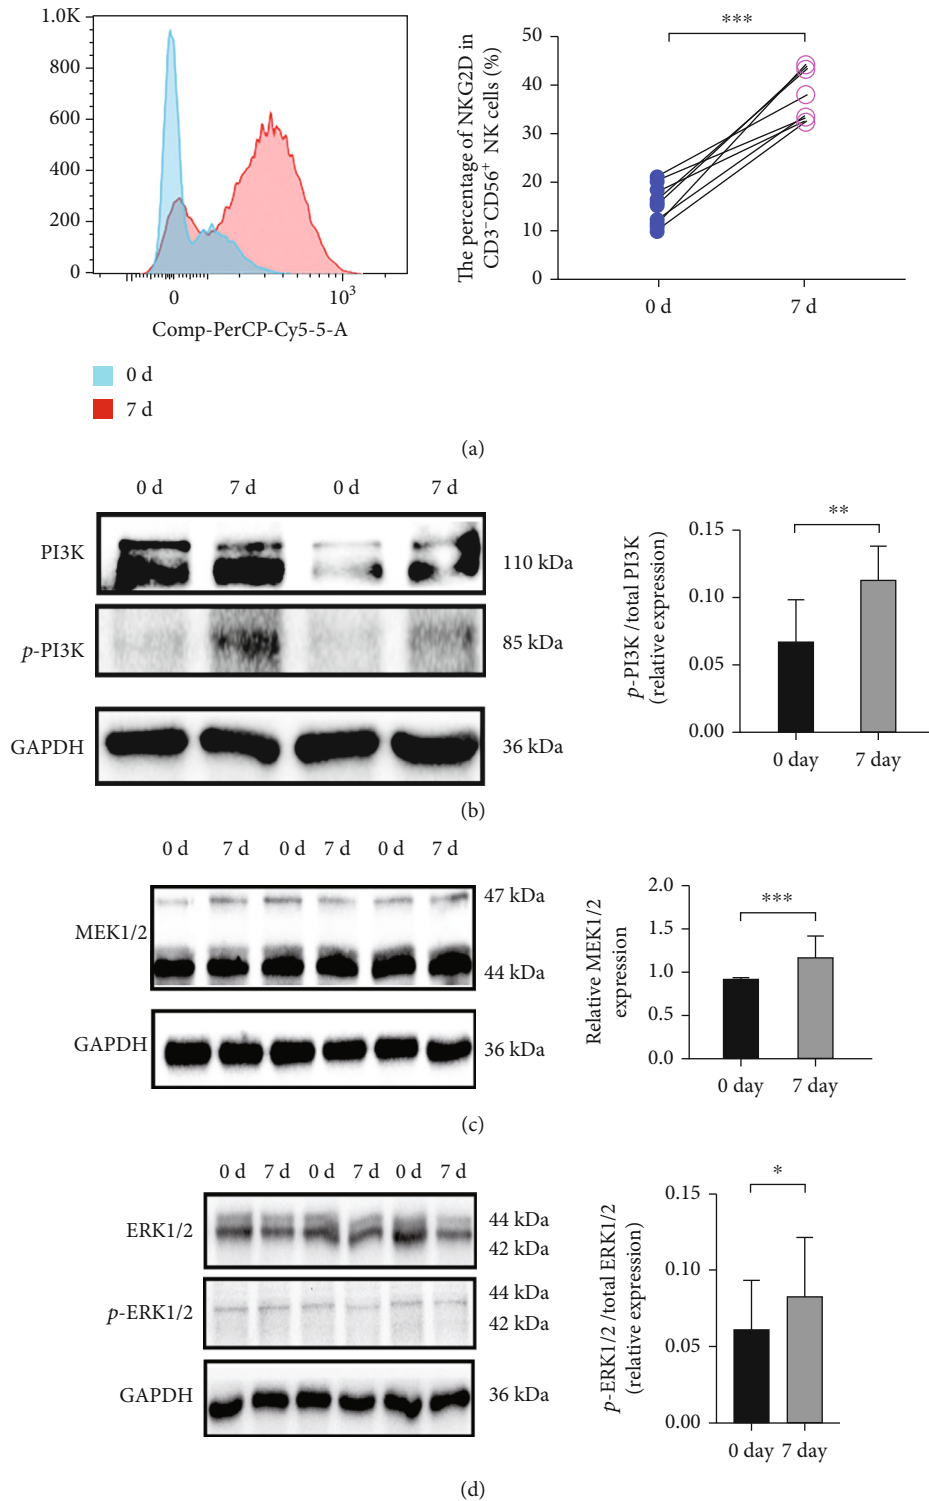 1.0K
800
600
400
200
0
0
10³
Comp-PerCP-Cy5-5-A
0 d
7 d
The percentage of NKG2D in
CD3⁻CD56⁺ NK cells (%)
50
40
30
20
10
0
***
0 d
7 d
(a)
0 d 7 d 0 d 7 d
PI3K
110 kDa
p-PI3K
85 kDa
GAPDH
36 kDa
p-PI3K /total PI3K
(relative expression)
0.15
0.10
0.05
0.00
**
0 day 7 day
(b)
0 d 7 d 0 d 7 d 0 d 7 d
47 kDa
MEK1/2
44 kDa
GAPDH
36 kDa
Relative MEK1/2
expression
2.0
1.5
1.0
0.5
0.0
***
0 day 7 day
(c)
0 d 7 d 0 d 7 d 0 d 7 d
ERK1/2
44 kDa
42 kDa
p-ERK1/2
44 kDa
42 kDa
GAPDH
36 kDa
p-ERK1/2 /total ERK1/2
(relative expression)
0.15
0.10
0.05
0.00
*
0 day 7 day
(d)